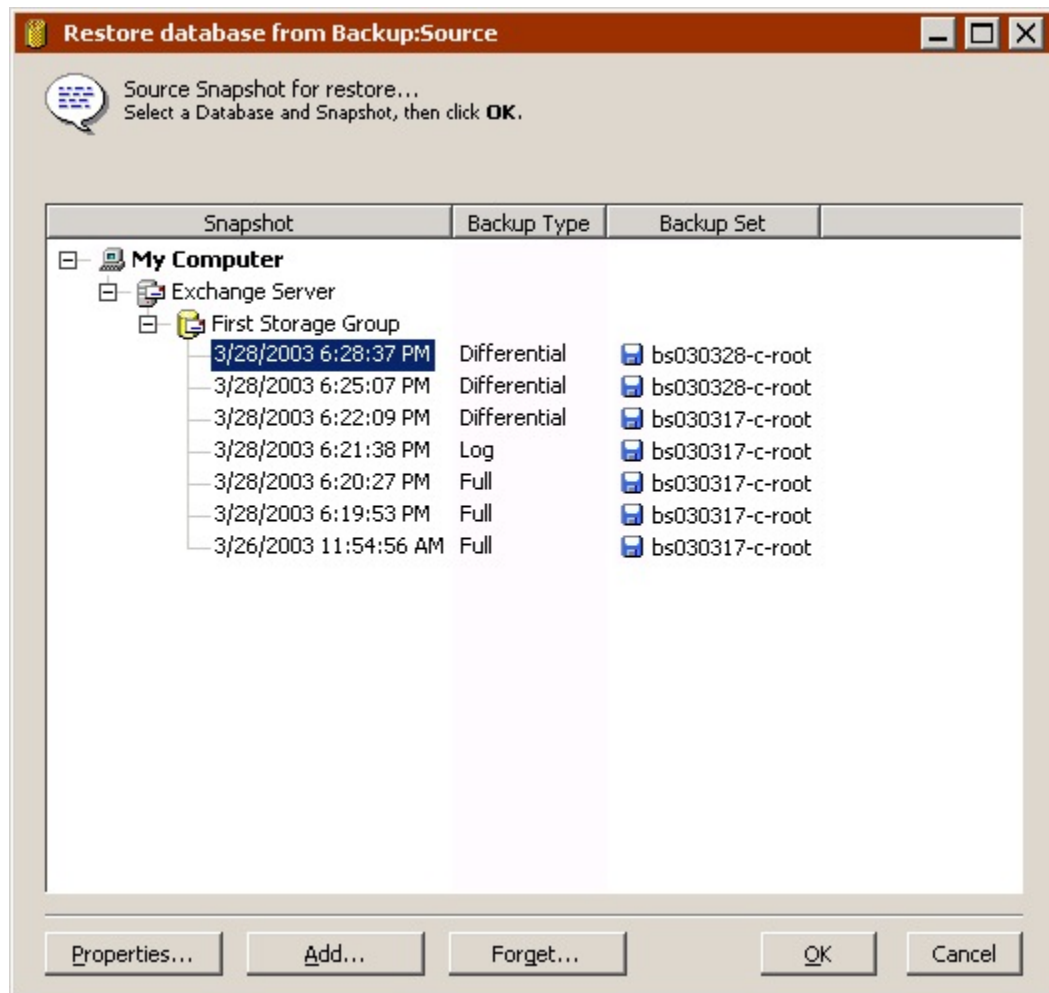 Restore database from Backup:Source
Source Snapshot for restore...
Select a Database and Snapshot, then click OK.
Snapshot Backup Type Backup Set
My Computer
Exchange Server
First Storage Group
3/28/2003 6:28:37 PM Differential bs030328-c-root
3/28/2003 6:25:07 PM Differential bs030328-c-root
3/28/2003 6:22:09 PM Differential bs030317-c-root
3/28/2003 6:21:38 PM Log bs030317-c-root
3/28/2003 6:20:27 PM Full bs030317-c-root
3/28/2003 6:19:53 PM Full bs030317-c-root
3/26/2003 11:54:56 AM Full bs030317-c-root
Properties... Add... Forget... OK Cancel